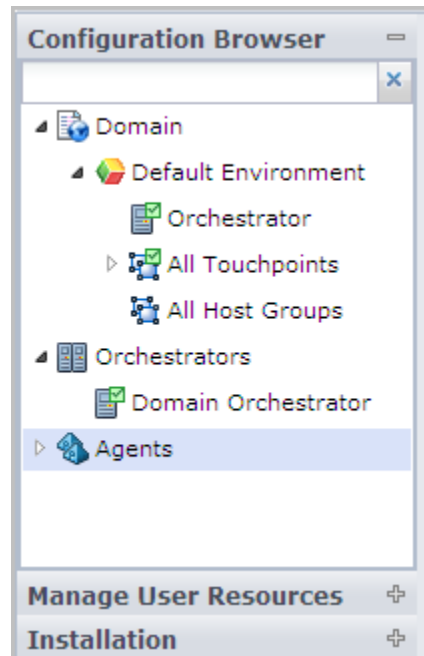 Configuration Browser
Domain
Default Environment
Orchestrator
All Touchpoints
All Host Groups
Orchestrators
Domain Orchestrator
Agents
Manage User Resources
Installation